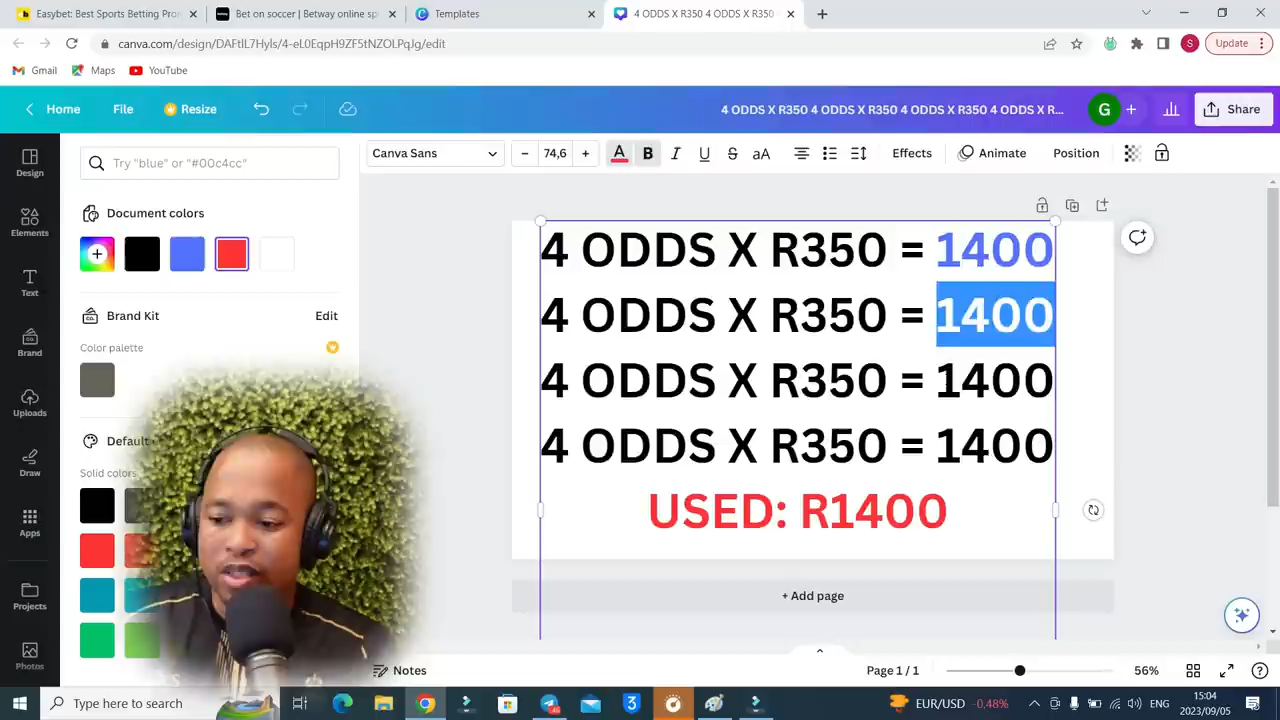 Easybet: Best Sports Betting Pron
Bet on soccer | Betway online sp
Templates
4 ODDS X R350 4 ODDS X R350
canva.com/design/DAFtIL7Hyls/4-eL0EqpH9ZF5tNZOLPqJg/edit
S
Update
Gmail
Maps
YouTube
Home
File
Resize
4 ODDS X R350 4 ODDS X R350 4 ODDS X R350 4 ODDS X R...
G
Share
Design
Elements
Text
Brand
Uploads
Draw
Apps
Projects
Photos
Try "blue" or "#00c4cc"
Document colors
Brand Kit
Edit
Color palette
Default
Solid colors
Canva Sans
74,6
A
B
I
U
S
aA
Effects
Animate
Position
4 ODDS X R350 = 1400
4 ODDS X R350 = 1400
4 ODDS X R350 = 1400
4 ODDS X R350 = 1400
USED: R1400
+ Add page
Notes
Page 1 / 1
56%
Type here to search
EUR/USD -0,48%
ENG
15:04
2023/09/05